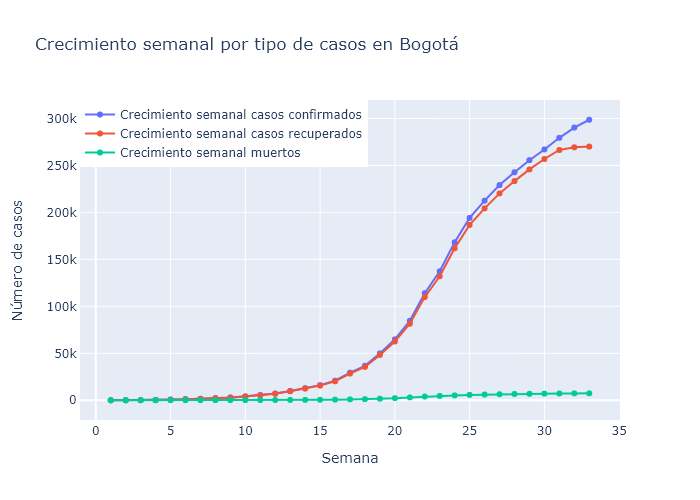 Crecimiento semanal por tipo de casos en Bogotá
Crecimiento semanal casos confirmados
Crecimiento semanal casos recuperados
Crecimiento semanal muertos
300k
250k
200k
150k
100k
50k
0
Número de casos
0 5 10 15 20 25 30 35
Semana